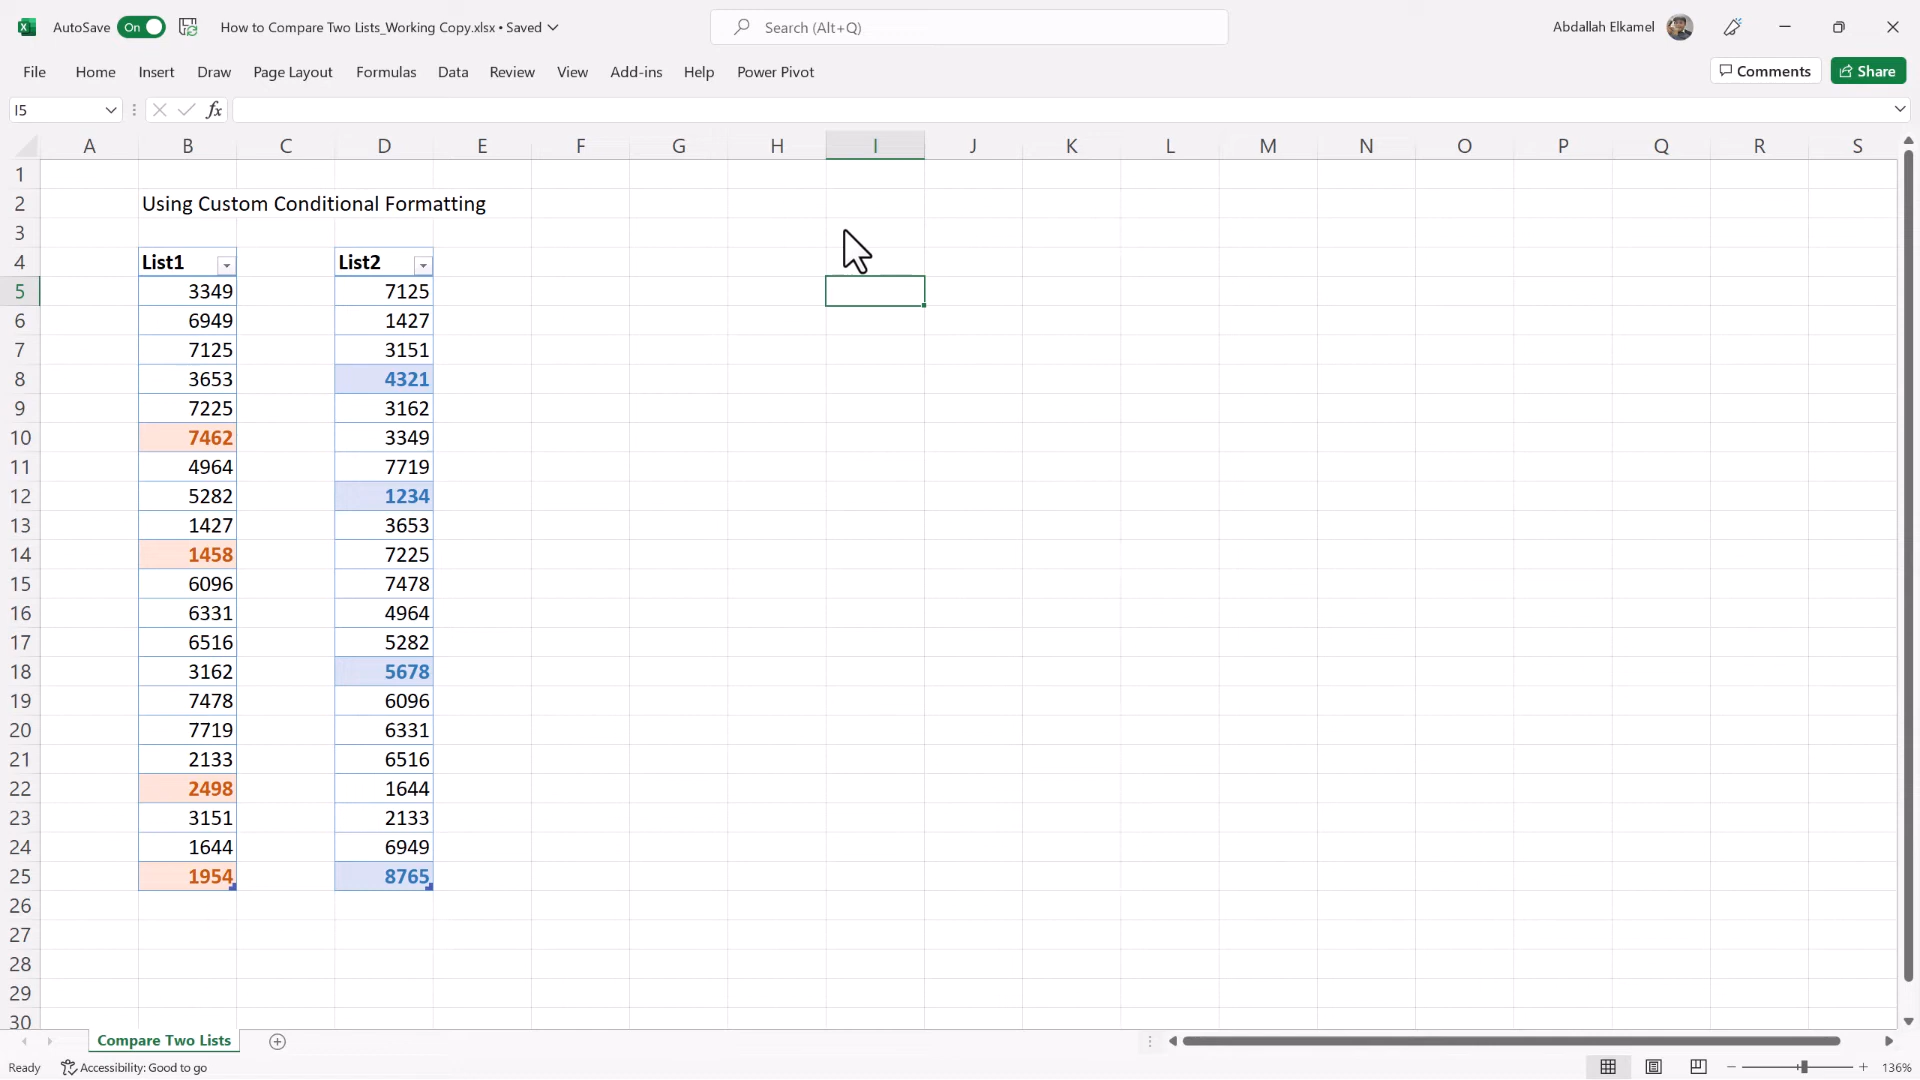 AutoSave On How to Compare Two Lists_Working Copy.xlsx • Saved Search (Alt+Q) Abdallah Elkamel
File Home Insert Draw Page Layout Formulas Data Review View Add-ins Help Power Pivot Comments Share
I5 fx
A B C D E F G H I J K L M N O P Q R S
1
2 Using Custom Conditional Formatting
3
4 List1 List2
5 3349 7125
6 6949 1427
7 7125 3151
8 3653 4321
9 7225 3162
10 7462 3349
11 4964 7719
12 5282 1234
13 1427 3653
14 1458 7225
15 6096 7478
16 6331 4964
17 6516 5282
18 3162 5678
19 7478 6096
20 7719 6331
21 2133 6516
22 2498 1644
23 3151 2133
24 1644 6949
25 1954 8765
26
27
28
29
30
Compare Two Lists
Ready Accessibility: Good to go 136%